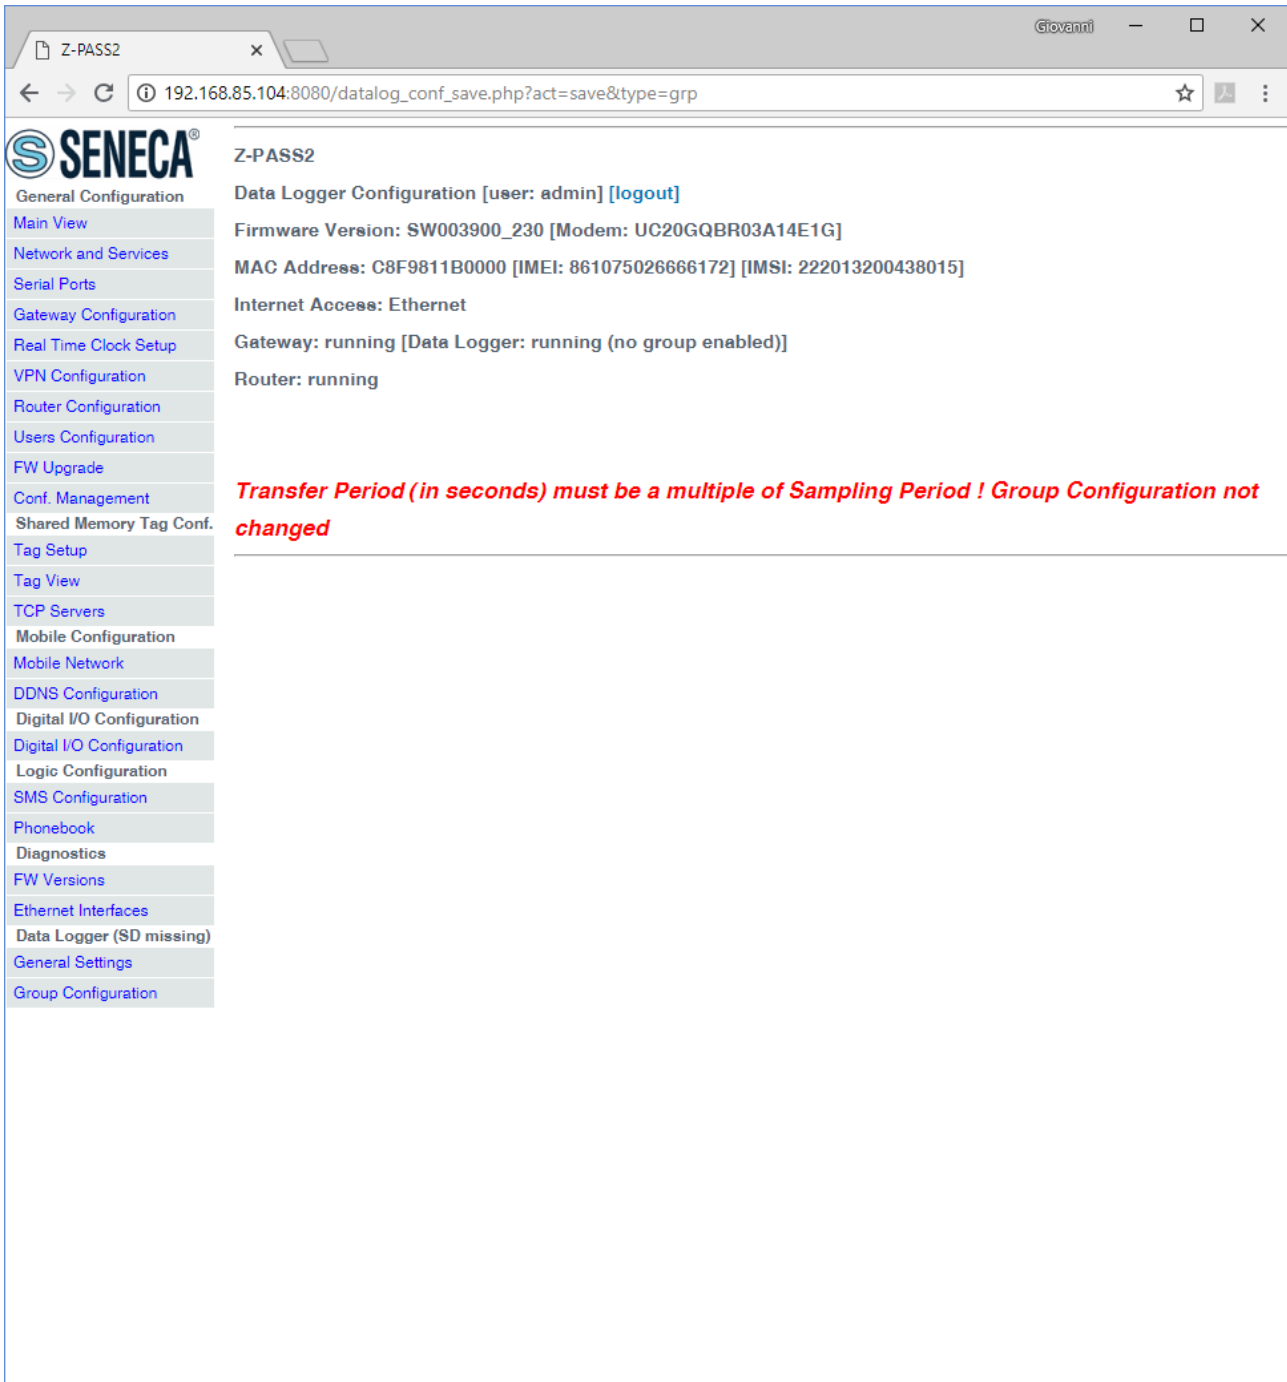 Giovanni
Z-PASS2
192.168.85.104:8080/datalog_conf_save.php?act=save&type=grp
SENECA®
General Configuration
Main View
Network and Services
Serial Ports
Gateway Configuration
Real Time Clock Setup
VPN Configuration
Router Configuration
Users Configuration
FW Upgrade
Conf. Management
Shared Memory Tag Conf.
Tag Setup
Tag View
TCP Servers
Mobile Configuration
Mobile Network
DDNS Configuration
Digital I/O Configuration
Digital I/O Configuration
Logic Configuration
SMS Configuration
Phonebook
Diagnostics
FW Versions
Ethernet Interfaces
Data Logger (SD missing)
General Settings
Group Configuration
Z-PASS2
Data Logger Configuration [user: admin] [logout]
Firmware Version: SW003900_230 [Modem: UC20GQBR03A14E1G]
MAC Address: C8F9811B0000 [IMEI: 861075026666172] [IMSI: 222013200438015]
Internet Access: Ethernet
Gateway: running [Data Logger: running (no group enabled)]
Router: running
Transfer Period (in seconds) must be a multiple of Sampling Period ! Group Configuration not
changed